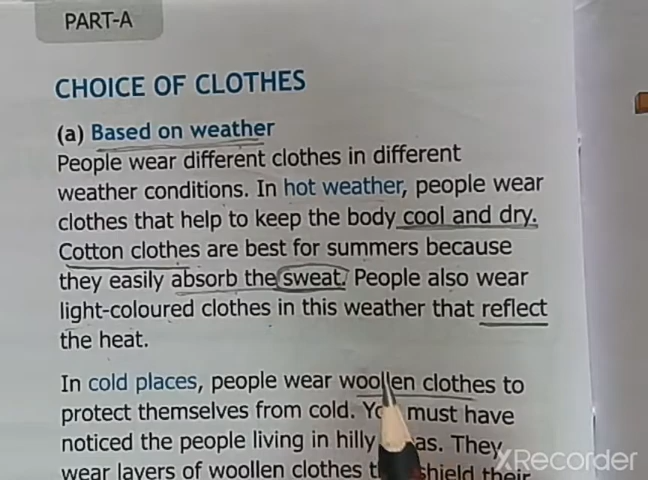 PART-A
CHOICE OF CLOTHES
(a) Based on weather
People wear different clothes in different
weather conditions. In hot weather, people wear
clothes that help to keep the body cool and dry.
Cotton clothes are best for summers because
they easily absorb the sweat. People also wear
light-coloured clothes in this weather that reflect
the heat.
In cold places, people wear woollen clothes to
protect themselves from cold. You must have
noticed the people living in hilly. They
wear layers of woollen clothes shield their
XRecorder